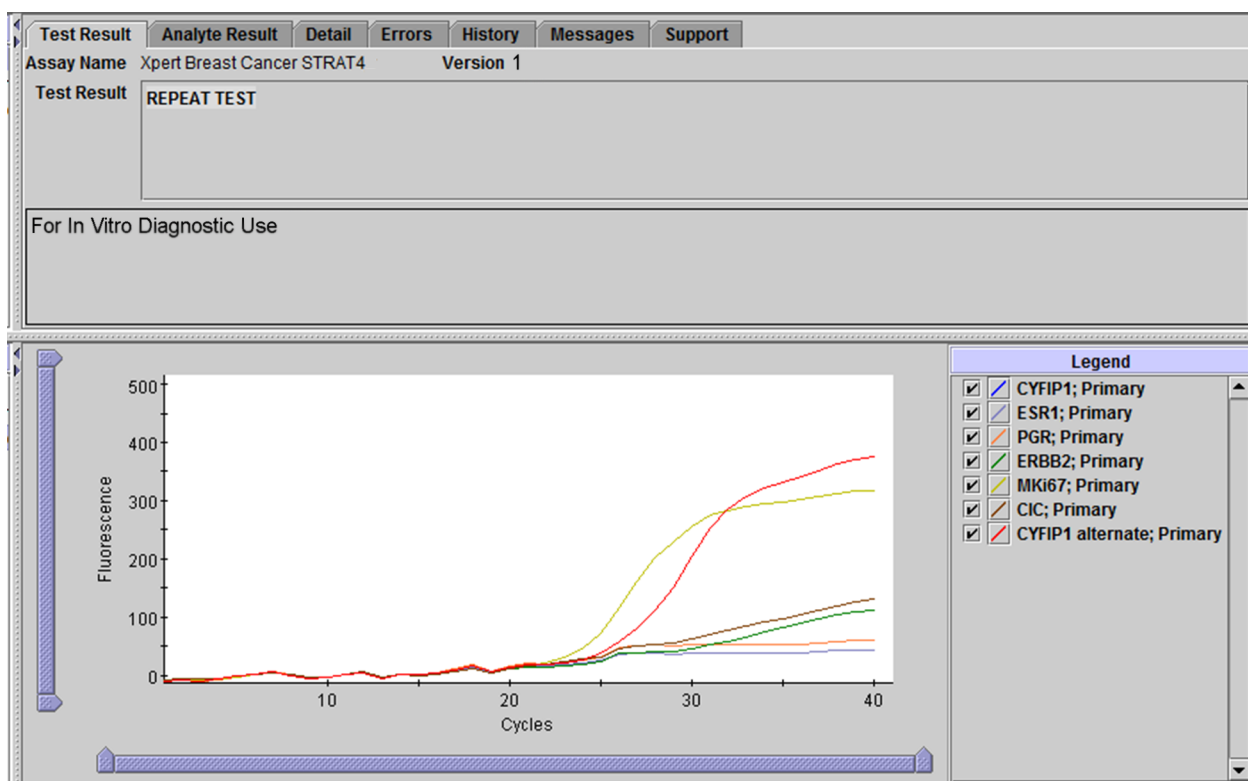 Test Result Analyte Result Detail Errors History Messages Support
Assay Name Xpert Breast Cancer STRAT4 Version 1
Test Result REPEAT TEST
For In Vitro Diagnostic Use
500
400
300
200
100
0
Fluorescence
10 20 30 40
Cycles
Legend
CYFIP1; Primary
ESR1; Primary
PGR; Primary
ERBB2; Primary
MKi67; Primary
CIC; Primary
CYFIP1 alternate; Primary